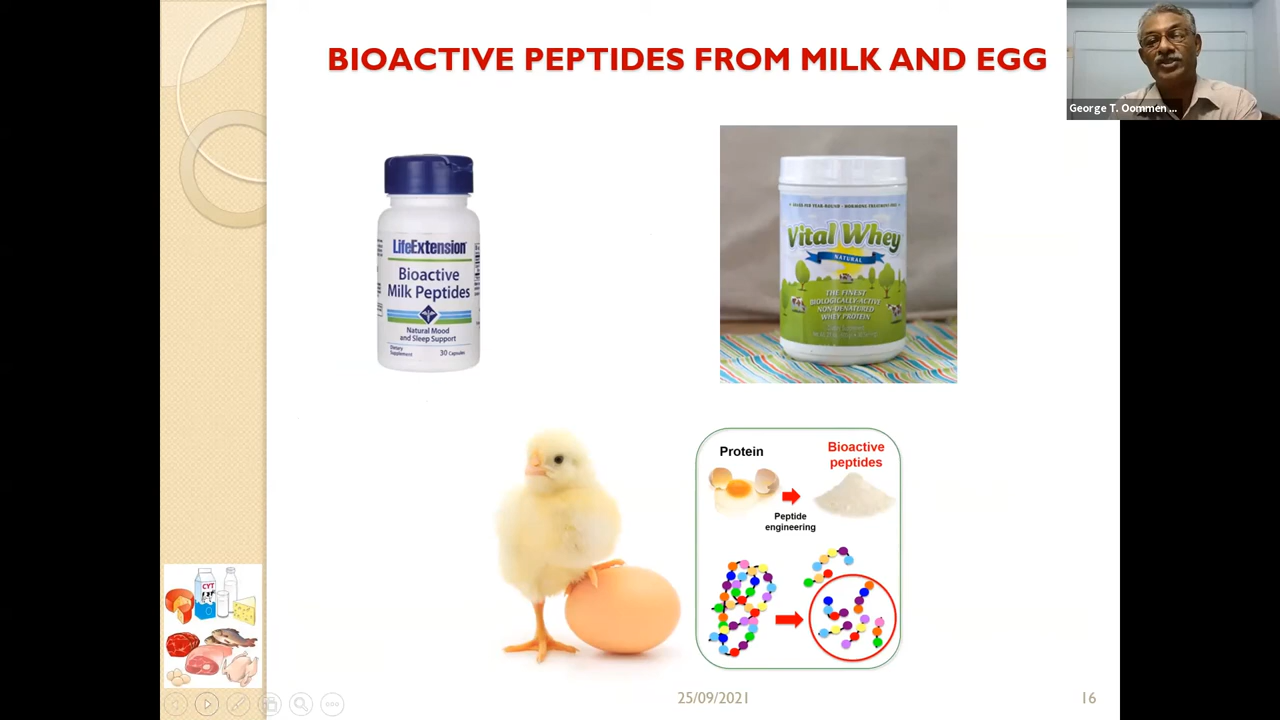 BIOACTIVE PEPTIDES FROM MILK AND EGG
George T. Oommen ...
LifeExtension
Bioactive
Milk Peptides
Natural Mood
and Sleep Support
Dietary
Supplement
30 Capsules
Vital Whey
NATURAL
THE FINEST
BIOLOGICALLY-ACTIVE
NON-DENATURED
WHEY PROTEIN
Protein
Bioactive
peptides
Peptide
engineering
CYT
25/09/2021
16